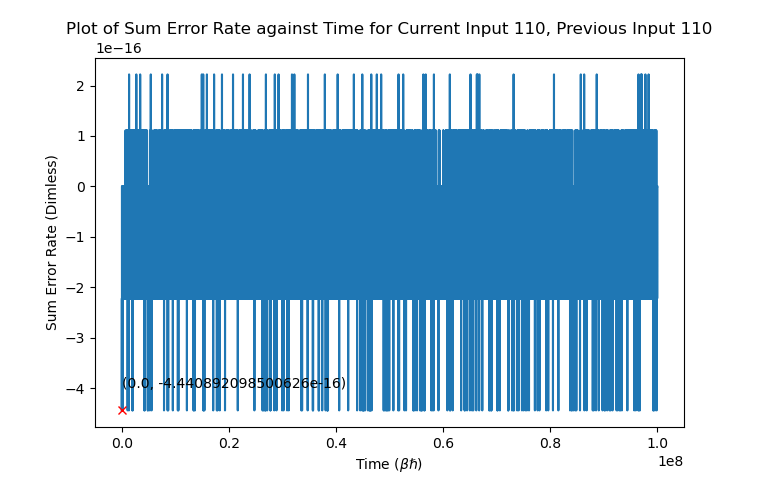 Plot of Sum Error Rate against Time for Current Input 110, Previous Input 110
1e−16
2
1
0
−1
−2
−3
−4
Sum Error Rate (Dimless)
(0.0, -4.440892098500626e-16)
0.0
0.2
0.4
0.6
0.8
1.0
1e8
Time (βℏ)